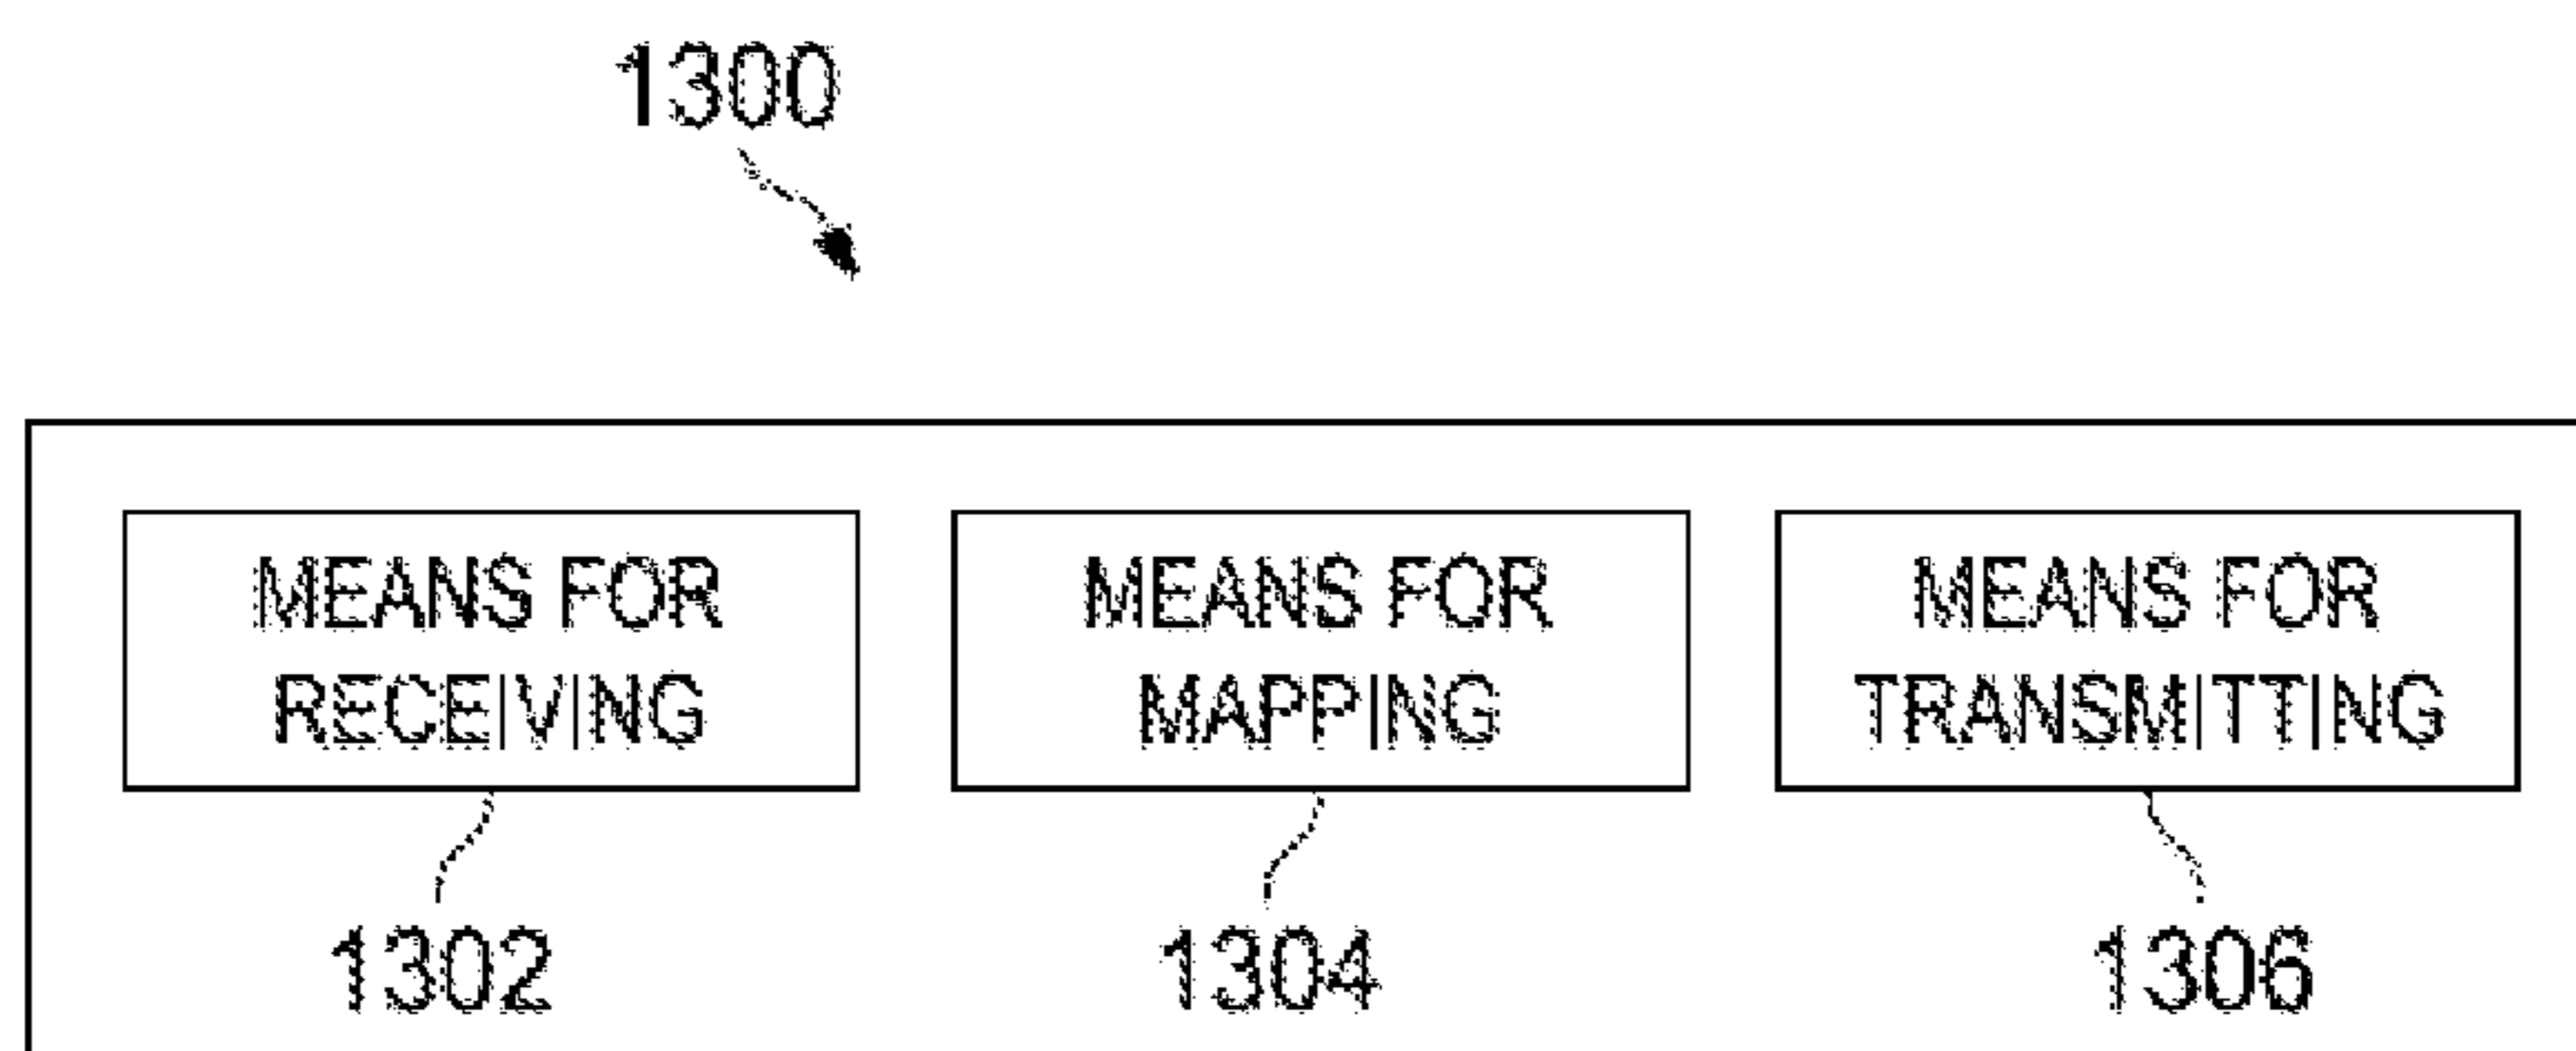 1300
MEANS FOR
RECEIVING
MEANS FOR
MAPPING
MEANS FOR
TRANSMITTING
1302
1304
1306